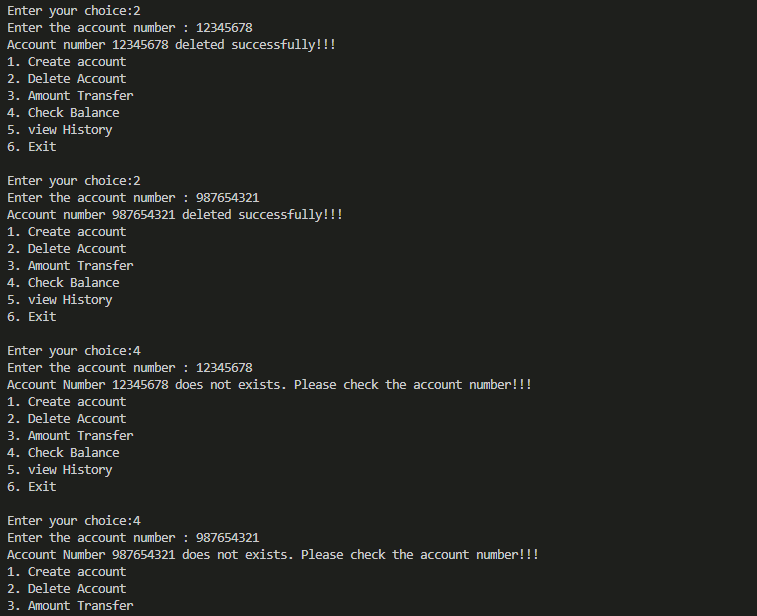 Enter your choice:2
Enter the account number : 12345678
Account number 12345678 deleted successfully!!!
1. Create account
2. Delete Account
3. Amount Transfer
4. Check Balance
5. view History
6. Exit

Enter your choice:2
Enter the account number : 987654321
Account number 987654321 deleted successfully!!!
1. Create account
2. Delete Account
3. Amount Transfer
4. Check Balance
5. view History
6. Exit

Enter your choice:4
Enter the account number : 12345678
Account Number 12345678 does not exists. Please check the account number!!!
1. Create account
2. Delete Account
3. Amount Transfer
4. Check Balance
5. view History
6. Exit

Enter your choice:4
Enter the account number : 987654321
Account Number 987654321 does not exists. Please check the account number!!!
1. Create account
2. Delete Account
3. Amount Transfer